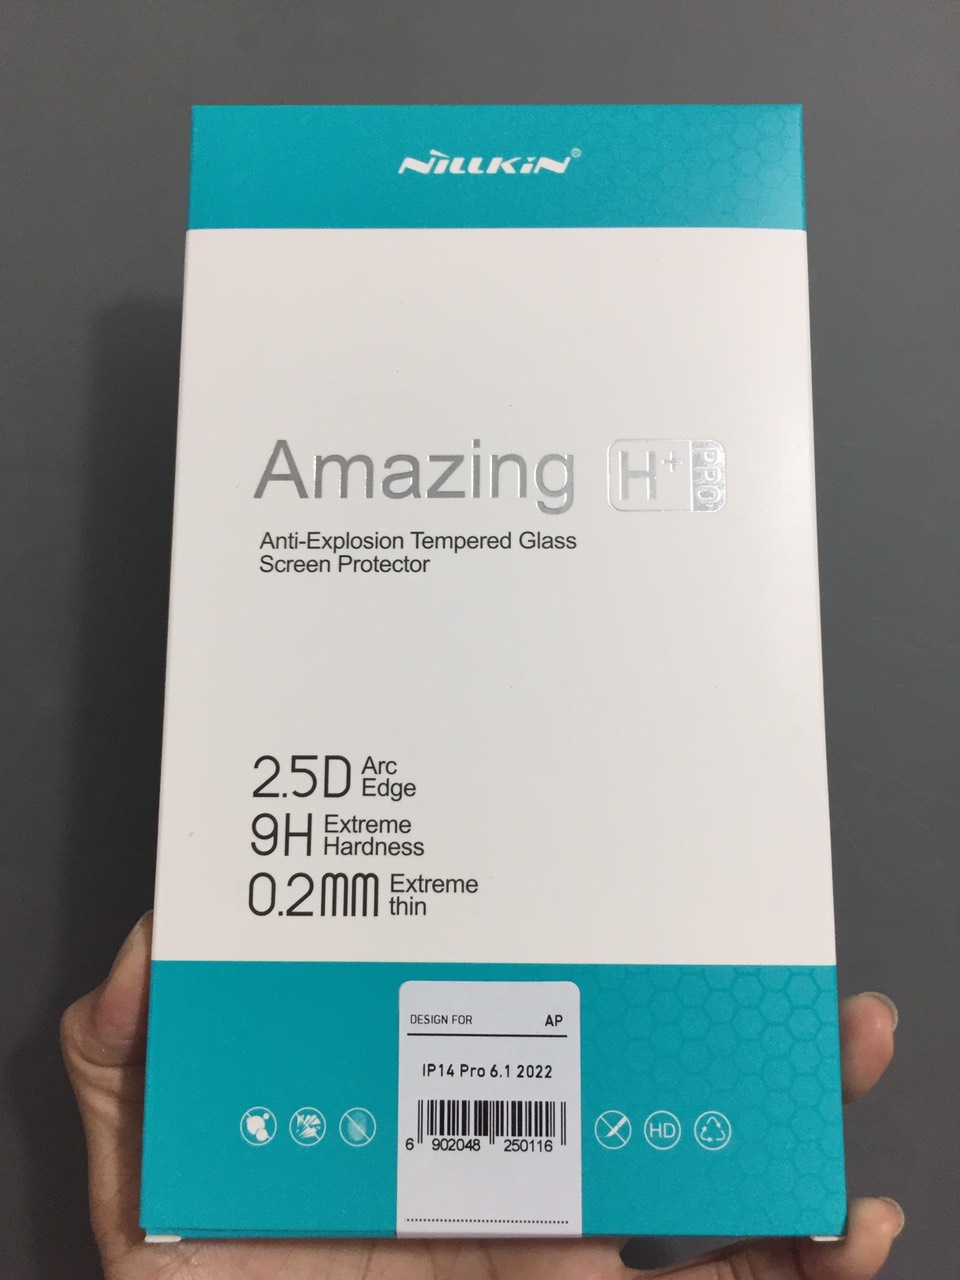 NiLLKiN®
Amazing H+ PRO
Anti-Explosion Tempered Glass
Screen Protector
2.5D Arc Edge
9H Extreme Hardness
0.2mm Extreme thin
DESIGN FOR AP
IP14 Pro 6.1 2022
6 902048 250116
HD